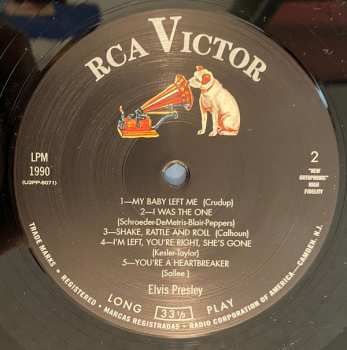 RCA VICTOR
LPM
1990
(U2PP-8071)
2
"NEW
ORTHOPHONIC"
HIGH
FIDELITY
1—MY BABY LEFT ME (Crudup)
2—I WAS THE ONE
(Schroeder-DeMetris-Blair-Peppers)
3—SHAKE, RATTLE AND ROLL (Calhoun)
4—I'M LEFT, YOU'RE RIGHT, SHE'S GONE
(Kesler-Taylor)
5—YOU'RE A HEARTBREAKER
(Sallee)
Elvis Presley
LONG 33⅓ PLAY
TRADE MARKS • REGISTERED • MARCAS REGISTRADAS • RADIO CORPORATION OF AMERICA—CAMDEN, N.J.